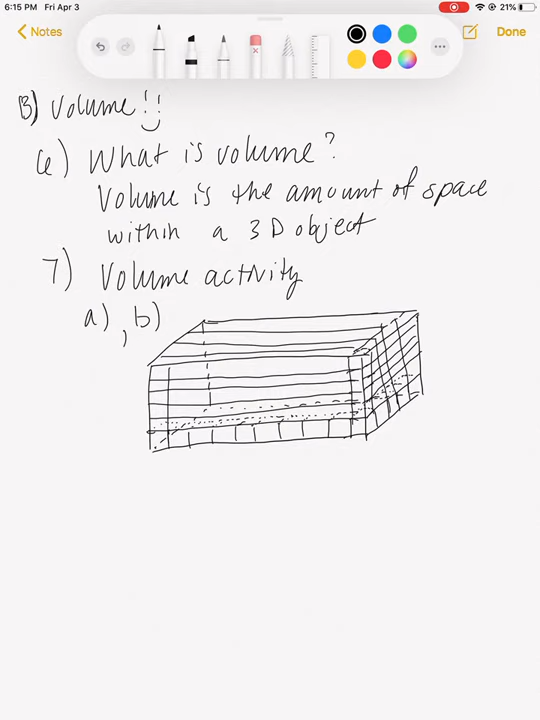 6:15 PM Fri Apr 3
21%
Notes
Done
B) Volume!!
6) What is volume?
Volume is the amount of space
within a 3D object
7) Volume activity
a), b)